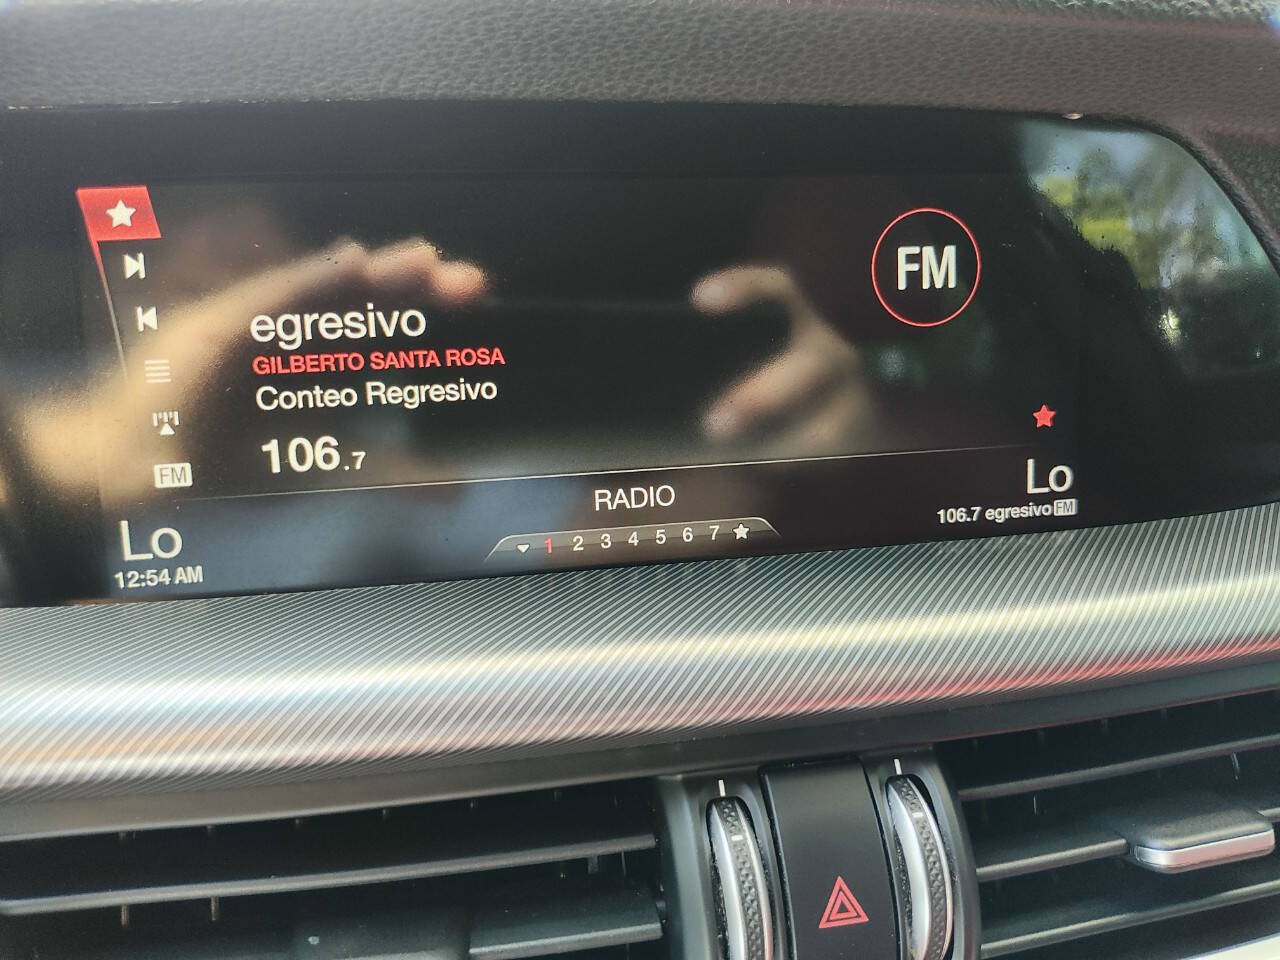 FM
egresivo
GILBERTO SANTA ROSA
Conteo Regresivo
106.7
FM
RADIO
Lo
Lo
106.7 egresivo FM
1 2 3 4 5 6 7
12:54 AM